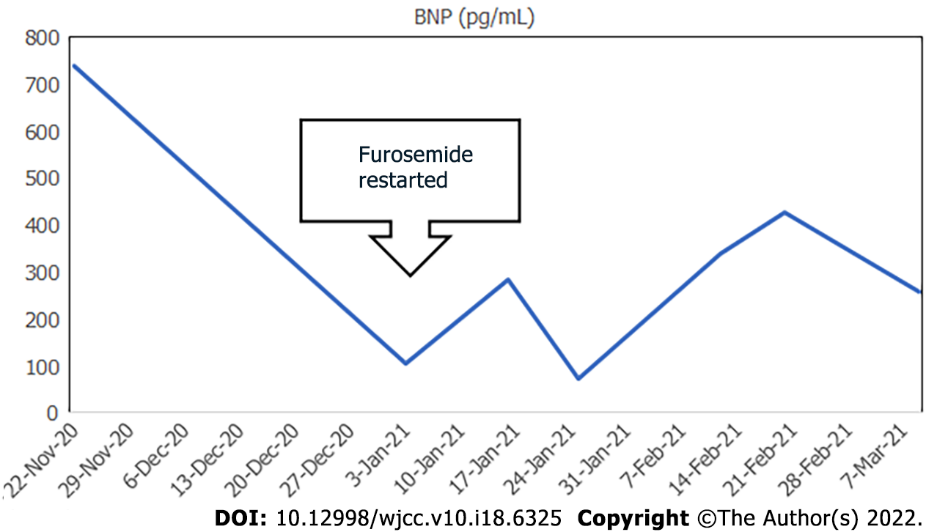 BNP (pg/mL)
800
700
600
500
400
300
200
100
0
Furosemide
restarted
22-Nov-20
29-Nov-20
6-Dec-20
13-Dec-20
20-Dec-20
27-Dec-20
3-Jan-21
10-Jan-21
17-Jan-21
24-Jan-21
31-Jan-21
7-Feb-21
14-Feb-21
21-Feb-21
28-Feb-21
7-Mar-21
DOI: 10.12998/wjcc.v10.i18.6325 Copyright ©The Author(s) 2022.